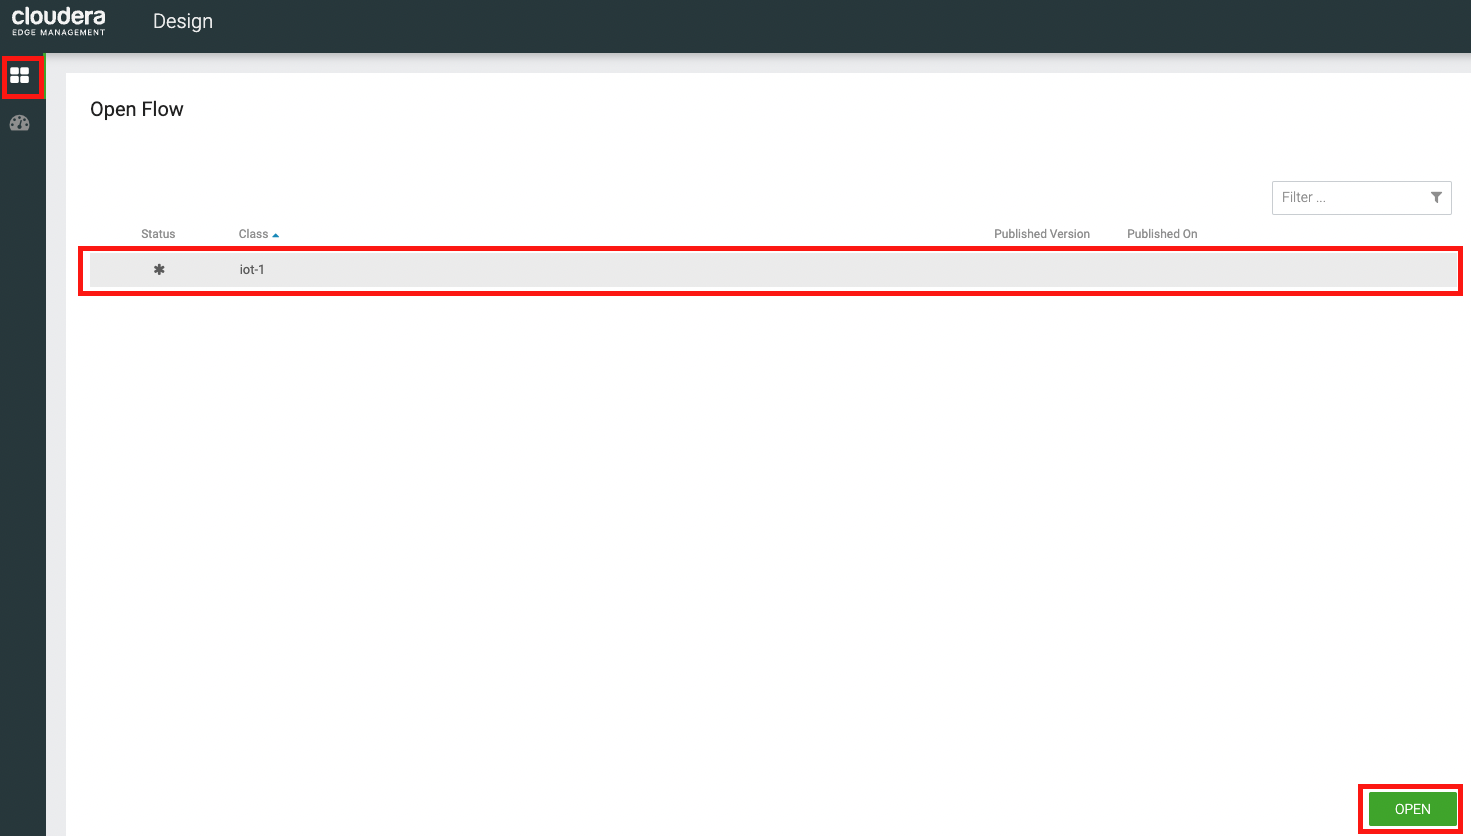 cloudera
EDGE MANAGEMENT
Design
Open Flow
Filter ...
Status Class Published Version Published On
✱ iot-1
OPEN